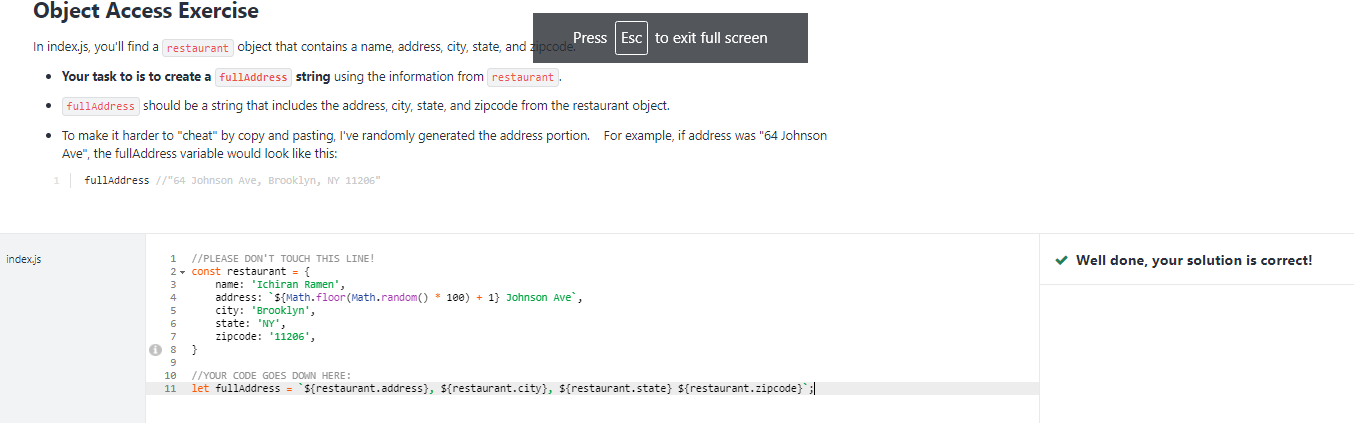 Object Access Exercise
Press Esc to exit full screen
In index.js, you'll find a restaurant object that contains a name, address, city, state, and zipcode.
• Your task to is to create a fullAddress string using the information from restaurant.
• fullAddress should be a string that includes the address, city, state, and zipcode from the restaurant object.
• To make it harder to "cheat" by copy and pasting, I've randomly generated the address portion. For example, if address was "64 Johnson
Ave", the fullAddress variable would look like this:
1 fullAddress //"64 Johnson Ave, Brooklyn, NY 11206"
index.js
1 //PLEASE DON'T TOUCH THIS LINE!
2 const restaurant = {
3 name: 'Ichiran Ramen',
4 address: `${Math.floor(Math.random() * 100) + 1} Johnson Ave`,
5 city: 'Brooklyn',
6 state: 'NY',
7 zipcode: '11206',
8 }
9
10 //YOUR CODE GOES DOWN HERE:
11 let fullAddress = `${restaurant.address}, ${restaurant.city}, ${restaurant.state} ${restaurant.zipcode}`;
Well done, your solution is correct!